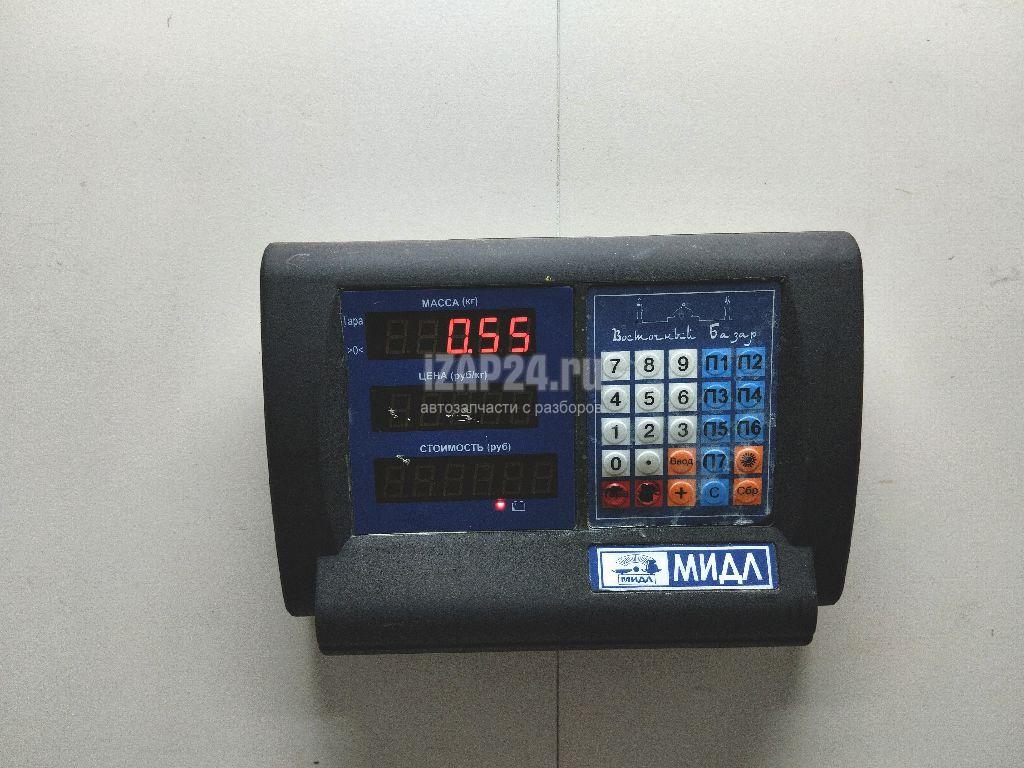 МАССА (кг)
Тара
0.55
>0<
ЦЕНА (руб/кг)
iZAP24.ru
автозапчасти с разборов
СТОИМОСТЬ (руб)
Восточный Базар
7 8 9 П1 П2
4 5 6 П3 П4
1 2 3 П5 П6
0 . Ввод П7
+ С Сбр
МИДЛ
МИДЛ